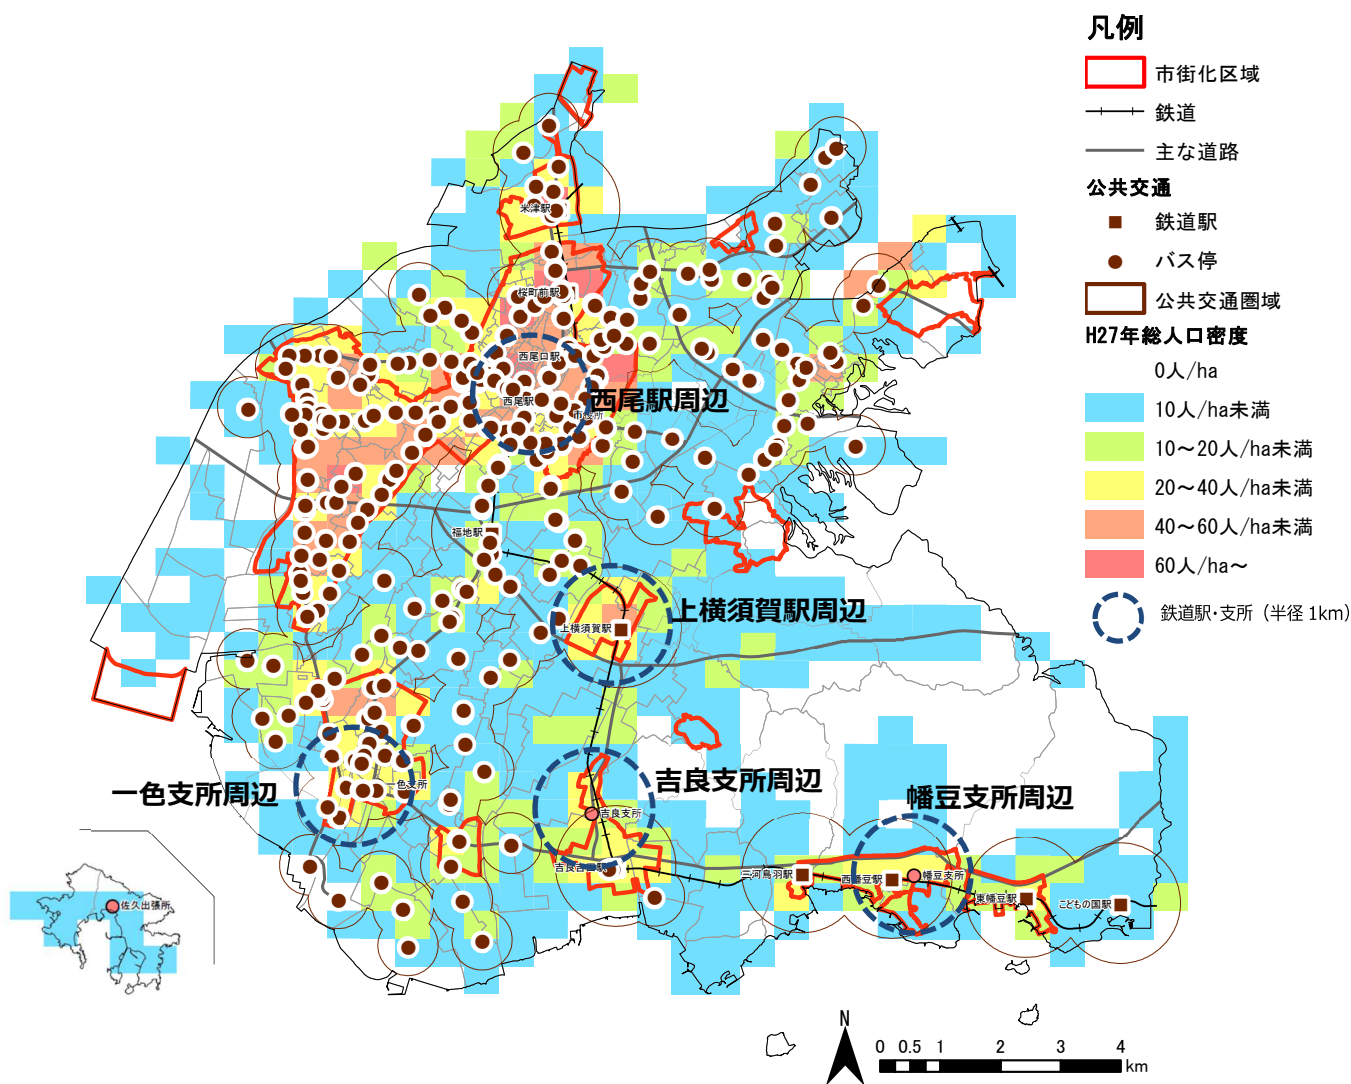 凡例
市街化区域
鉄道
主な道路
公共交通
鉄道駅
バス停
公共交通圏域
H27年総人口密度
0人/ha
10人/ha未満
10～20人/ha未満
20～40人/ha未満
40～60人/ha未満
60人/ha～
鉄道駅・支所（半径1km）
米津駅
桜町前駅
西尾口駅
西尾駅
西尾駅周辺
福地駅
上横須賀駅
上横須賀駅周辺
一色支所周辺
一色支所
吉良支所周辺
吉良支所
吉良吉田駅
幡豆支所周辺
三河鳥羽駅
西幡豆駅
幡豆支所
東幡豆駅
こどもの国駅
佐久出張所
N
0 0.5 1 2 3 4
km